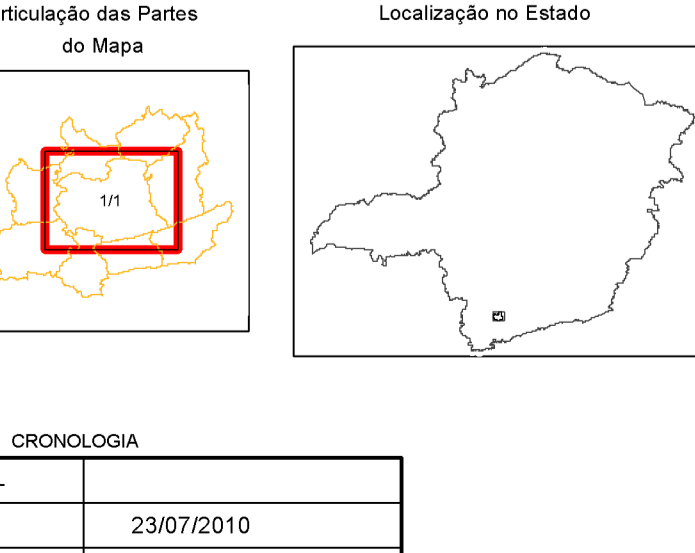 rticulação das Partes
do Mapa
Localização no Estado
1/1
CRONOLOGIA
-
23/07/2010